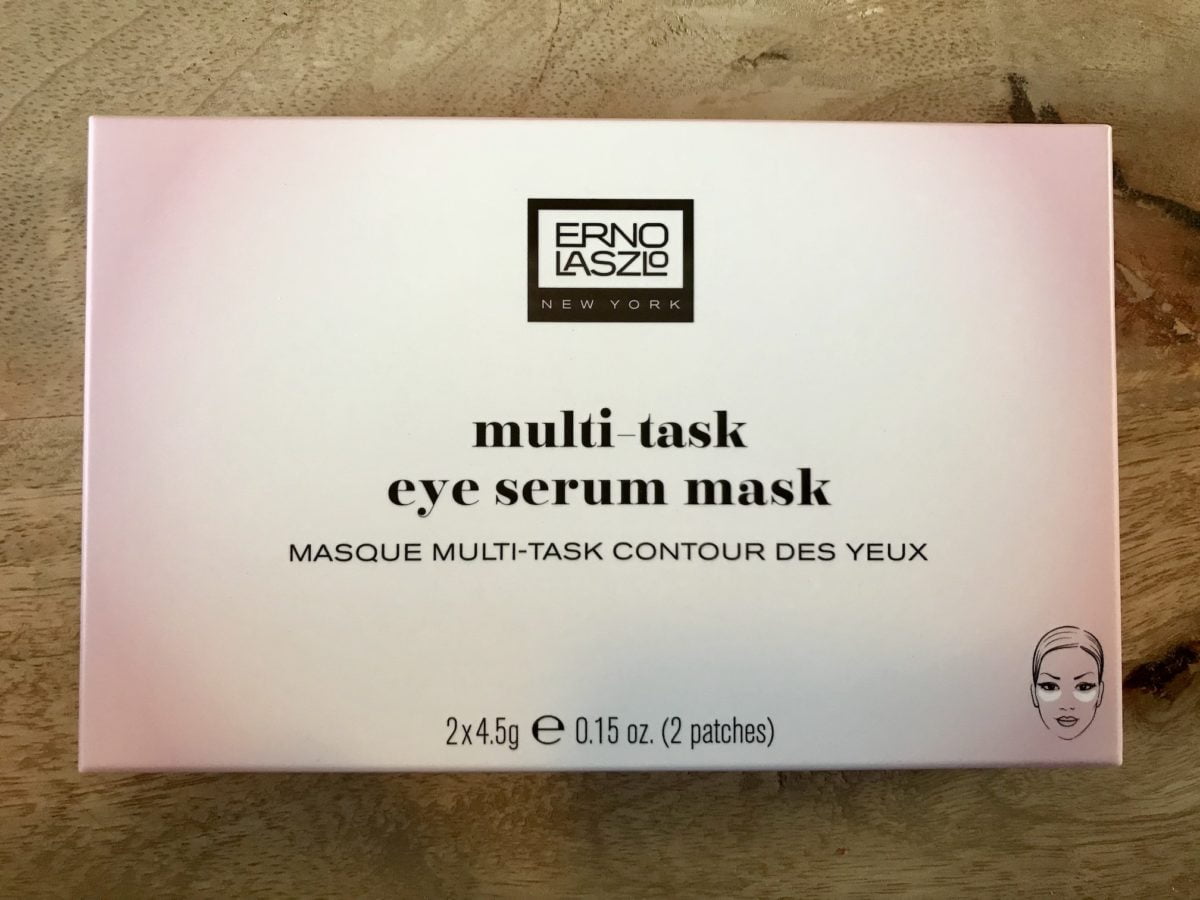 ERNO
LASZLO
NEW YORK
multi-task
eye serum mask
MASQUE MULTI-TASK CONTOUR DES YEUX
2x4.5g ℮ 0.15 oz. (2 patches)